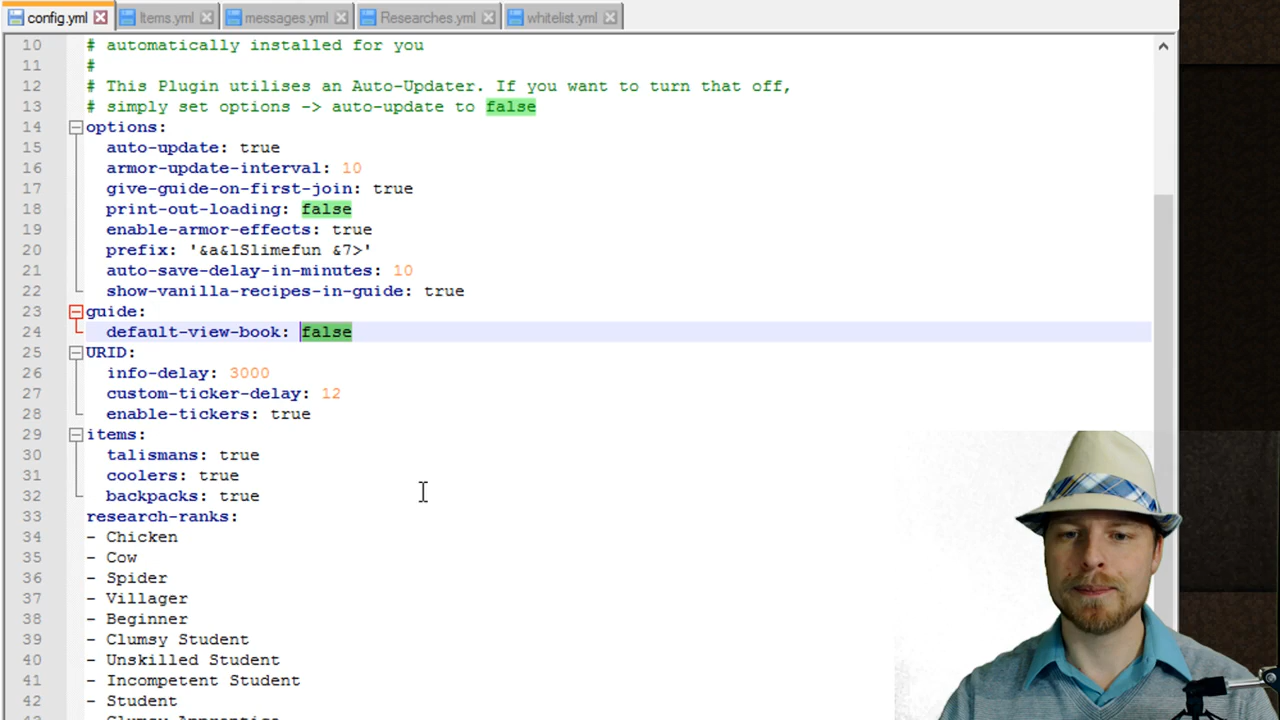 config.yml Items.yml messages.yml Researches.yml whitelist.yml
10 # automatically installed for you
11 #
12 # This Plugin utilises an Auto-Updater. If you want to turn that off,
13 # simply set options -> auto-update to false
14 options:
15 auto-update: true
16 armor-update-interval: 10
17 give-guide-on-first-join: true
18 print-out-loading: false
19 enable-armor-effects: true
20 prefix: '&a&lSlimefun &7>'
21 auto-save-delay-in-minutes: 10
22 show-vanilla-recipes-in-guide: true
23 guide:
24 default-view-book: false
25 URID:
26 info-delay: 3000
27 custom-ticker-delay: 12
28 enable-tickers: true
29 items:
30 talismans: true
31 coolers: true
32 backpacks: true
33 research-ranks:
34 - Chicken
35 - Cow
36 - Spider
37 - Villager
38 - Beginner
39 - Clumsy Student
40 - Unskilled Student
41 - Incompetent Student
42 - Student
43 - Clumsy Apprentice